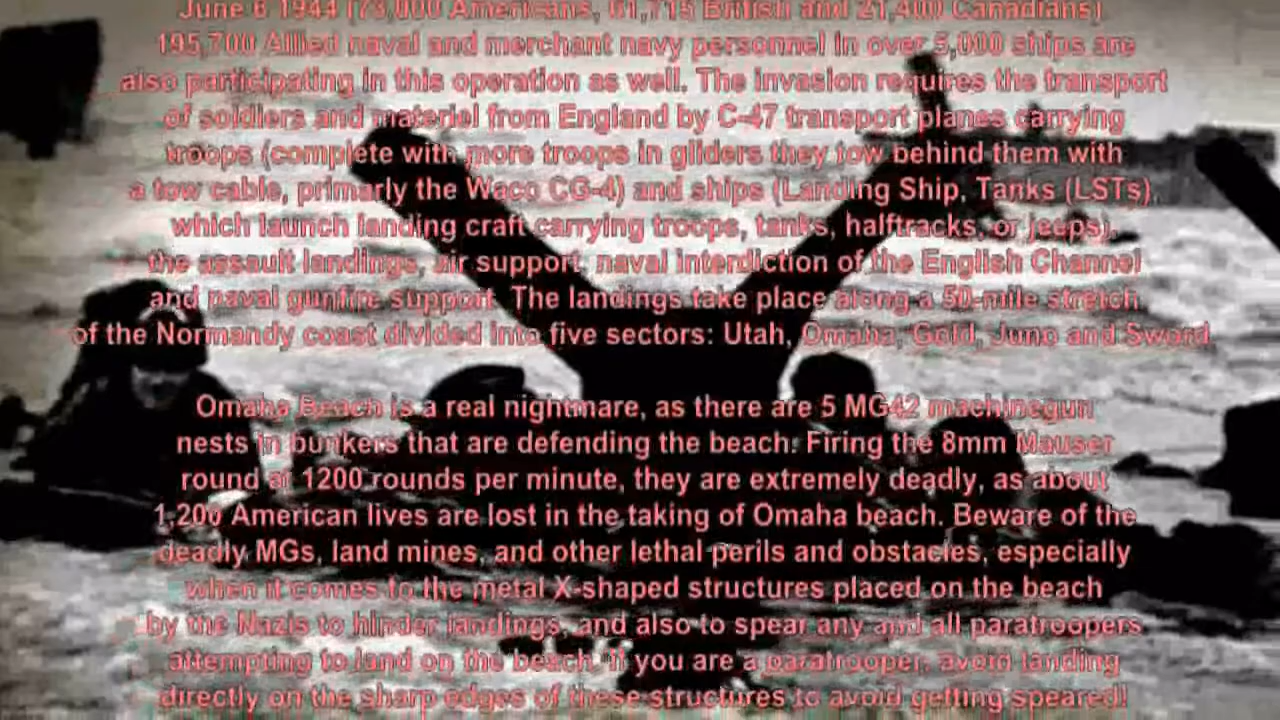 June 6 1944 (73,000 Americans, 61,715 British and 21,400 Canadians).
195,700 Allied naval and merchant navy personnel in over 5,000 ships are
also participating in this operation as well. The invasion requires the transport
of soldiers and materiel from England by C-47 transport planes carrying
troops (complete with more troops in gliders they tow behind them with
a tow cable, primarly the Waco CG-4) and ships (Landing Ship, Tanks (LSTs),
which launch landing craft carrying troops, tanks, halftracks, or jeeps),
the assault landings, air support, naval interdiction of the English Channel
and naval gunfire support. The landings take place along a 50-mile stretch
of the Normandy coast divided into five sectors: Utah, Omaha, Gold, Juno and Sword.
Omaha Beach is a real nightmare, as there are 5 MG42 machinegun
nests in bunkers that are defending the beach. Firing the 8mm Mauser
round at 1200 rounds per minute, they are extremely deadly, as about
1,200 American lives are lost in the taking of Omaha beach. Beware of the
deadly MGs, land mines, and other lethal perils and obstacles, especially
when it comes to the metal X-shaped structures placed on the beach
by the Nazis to hinder landings, and also to spear any and all paratroopers
attempting to land on the beach. If you are a paratrooper, avoid landing
directly on the sharp edges of these structures to avoid getting speared!